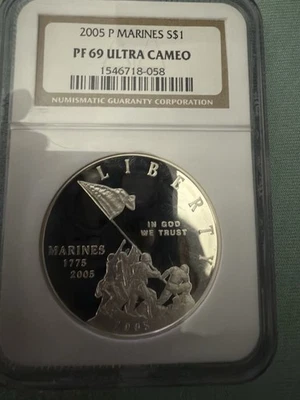 2005 P MARINES S$1
PF 69 ULTRA CAMEO
1546718-058
NUMISMATIC GUARANTY CORPORATION
LIBERTY
IN GOD
WE TRUST
MARINES
1775
2005
2005